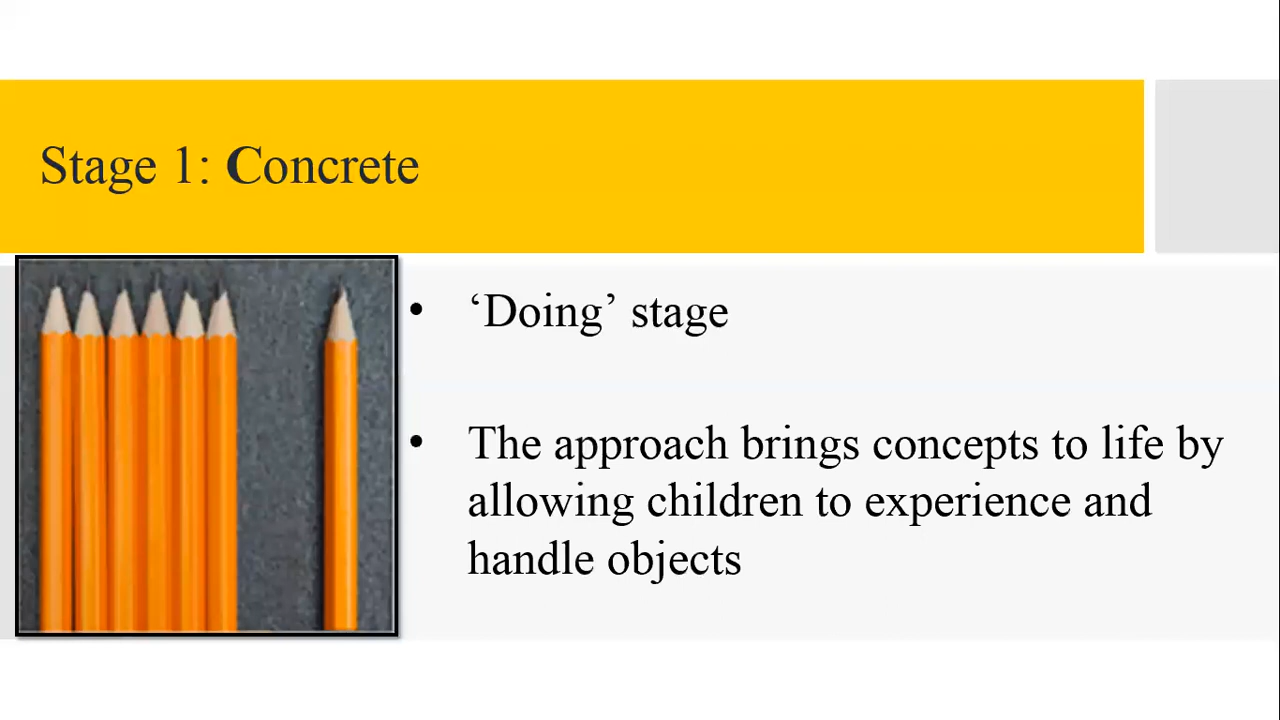 Stage 1: Concrete
• ‘Doing’ stage
• The approach brings concepts to life by
allowing children to experience and
handle objects